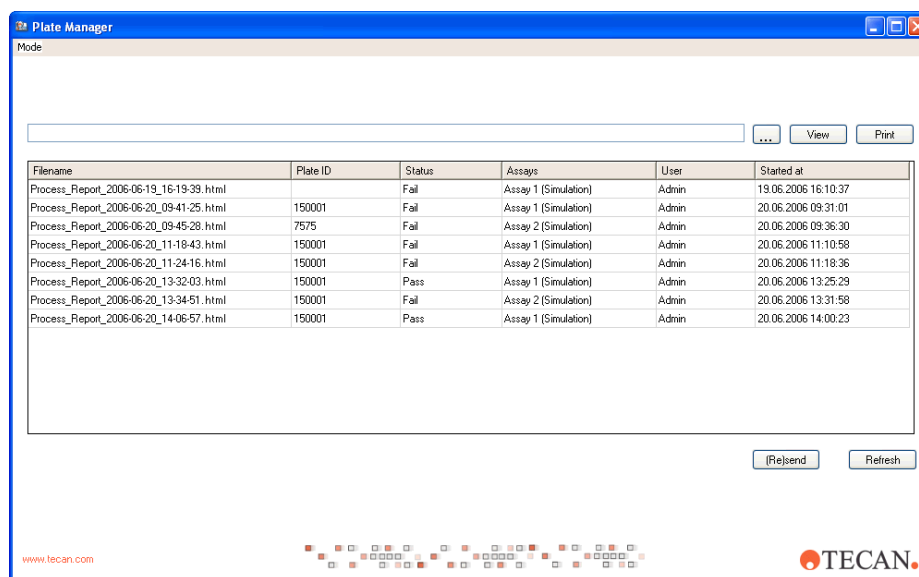 Plate Manager
Mode
... View Print
Filename Plate ID Status Assays User Started at
Process_Report_2006-06-19_16-19-39.html Fail Assay 1 (Simulation) Admin 19.06.2006 16:10:37
Process_Report_2006-06-20_09-41-25.html 150001 Fail Assay 1 (Simulation) Admin 20.06.2006 09:31:01
Process_Report_2006-06-20_09-45-28.html 7575 Fail Assay 2 (Simulation) Admin 20.06.2006 09:36:30
Process_Report_2006-06-20_11-18-43.html 150001 Fail Assay 1 (Simulation) Admin 20.06.2006 11:10:58
Process_Report_2006-06-20_11-24-16.html 150001 Fail Assay 2 (Simulation) Admin 20.06.2006 11:18:36
Process_Report_2006-06-20_13-32-03.html 150001 Pass Assay 1 (Simulation) Admin 20.06.2006 13:25:29
Process_Report_2006-06-20_13-34-51.html 150001 Fail Assay 2 (Simulation) Admin 20.06.2006 13:31:58
Process_Report_2006-06-20_14-06-57.html 150001 Pass Assay 1 (Simulation) Admin 20.06.2006 14:00:23
(Re)send Refresh
www.tecan.com TECAN.